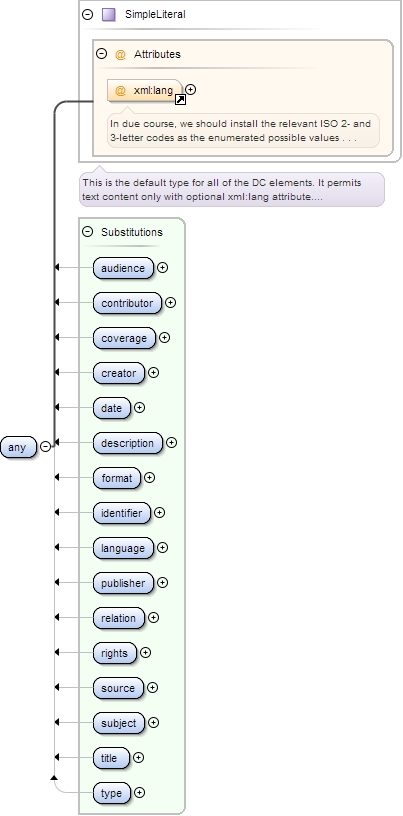 SimpleLiteral
@ Attributes
@ xml:lang
In due course, we should install the relevant ISO 2- and
3-letter codes as the enumerated possible values . . .
This is the default type for all of the DC elements. It permits
text content only with optional xml:lang attribute....
Substitutions
audience
contributor
coverage
creator
date
description
any
format
identifier
language
publisher
relation
rights
source
subject
title
type